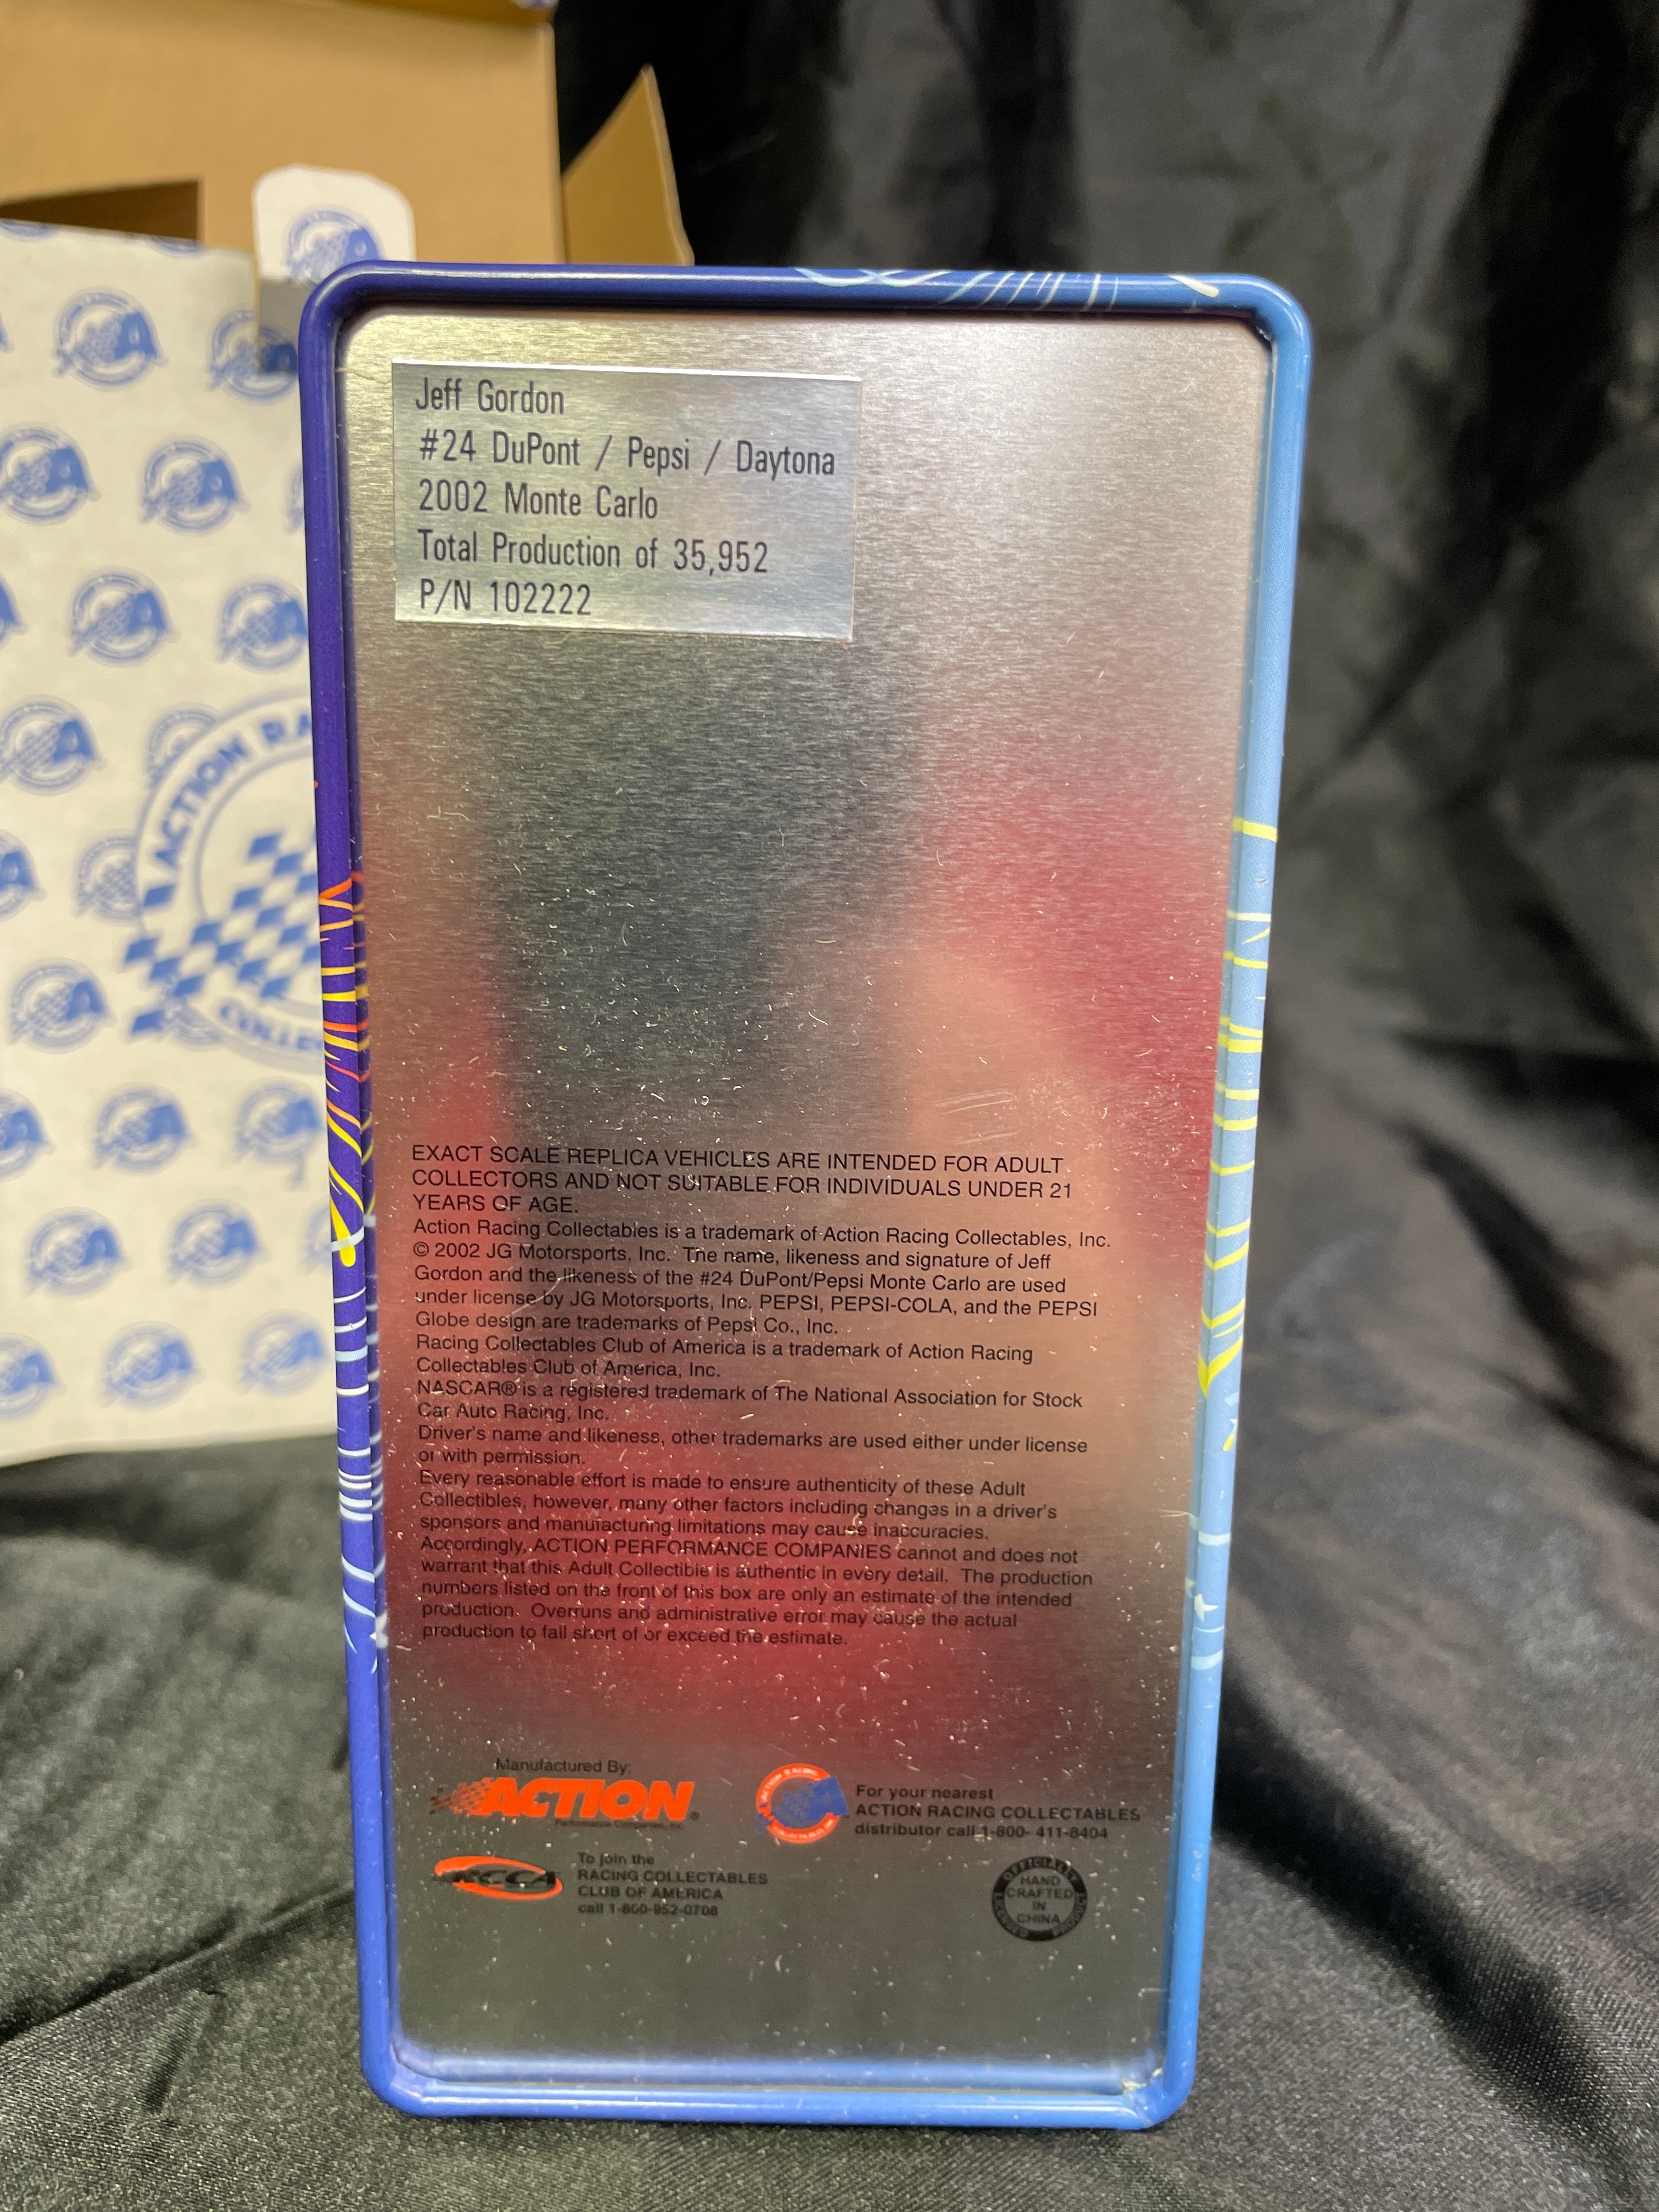 Jeff Gordon
#24 DuPont / Pepsi / Daytona
2002 Monte Carlo
Total Production of 35,952
P/N 102222
ACTION
COLLE
EXACT SCALE REPLICA VEHICLES ARE INTENDED FOR ADULT
COLLECTORS AND NOT SUITABLE FOR INDIVIDUALS UNDER 21
YEARS OF AGE.
Action Racing Collectables is a trademark of Action Racing Collectables, Inc.
© 2002 JG Motorsports, Inc. The name, likeness and signature of Jeff
Gordon and the likeness of the #24 DuPont/Pepsi Monte Carlo are used
under license by JG Motorsports, Inc. PEPSI, PEPSI-COLA, and the PEPSI
Globe design are trademarks of Pepsi Co., Inc.
Racing Collectables Club of America is a trademark of Action Racing
Collectables Club of America, Inc.
NASCAR® is a registered trademark of The National Association for Stock
Car Auto Racing, Inc.
Driver's name and likeness, other trademarks are used either under license
or with permission.
Every reasonable effort is made to ensure authenticity of these Adult
Collectibles, however, many other factors including changes in a driver's
sponsors and manufacturing limitations may cause inaccuracies.
Accordingly, ACTION PERFORMANCE COMPANIES cannot and does not
warrant that this Adult Collectible is authentic in every detail. The production
numbers listed on the front of this box are only an estimate of the intended
production. Overruns and administrative error may cause the actual
production to fall short of or exceed the estimate.
Manufactured By:
ACTION®
Performance Companies, Inc.
For your nearest
ACTION RACING COLLECTABLES
distributor call 1-800- 411-8404
RCCA
To join the
RACING COLLECTABLES
CLUB OF AMERICA
call 1-800-952-0708
OFFICIALLY LICENSED PRODUCT
HAND
CRAFTED
IN
CHINA